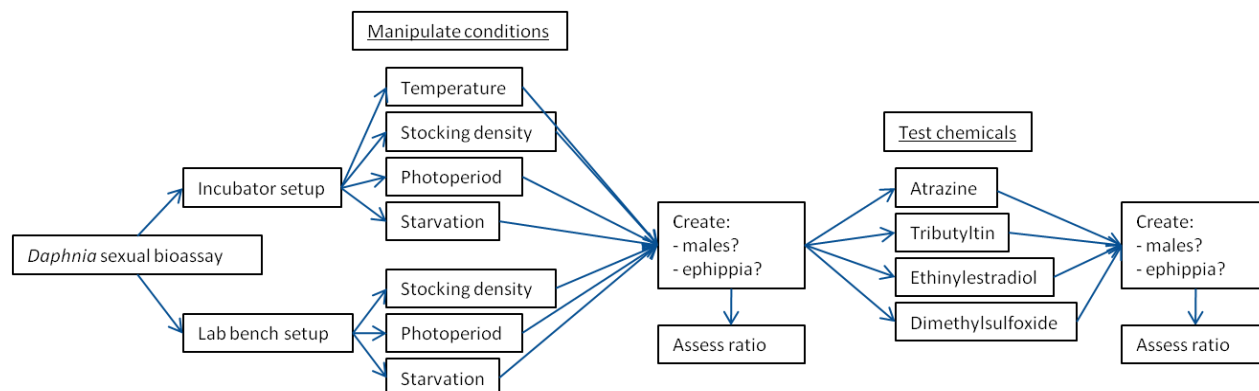 Manipulate conditions
Temperature
Stocking density
Photoperiod
Starvation
Incubator setup
Daphnia sexual bioassay
Lab bench setup
Stocking density
Photoperiod
Starvation
Create:
- males?
- ephippia?
Assess ratio
Test chemicals
Atrazine
Tributyltin
Ethinylestradiol
Dimethylsulfoxide
Create:
- males?
- ephippia?
Assess ratio